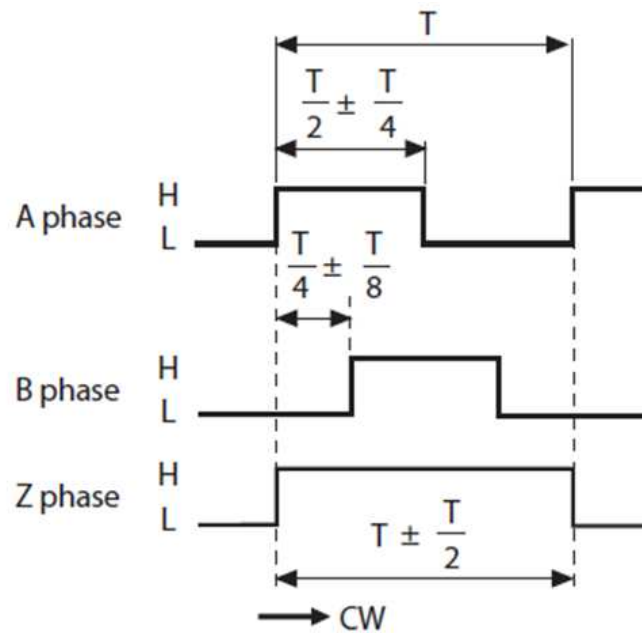 T
T/2 ± T/4
H
A phase
L
T/4 ± T/8
H
B phase
L
H
Z phase
L
T ± T/2
CW